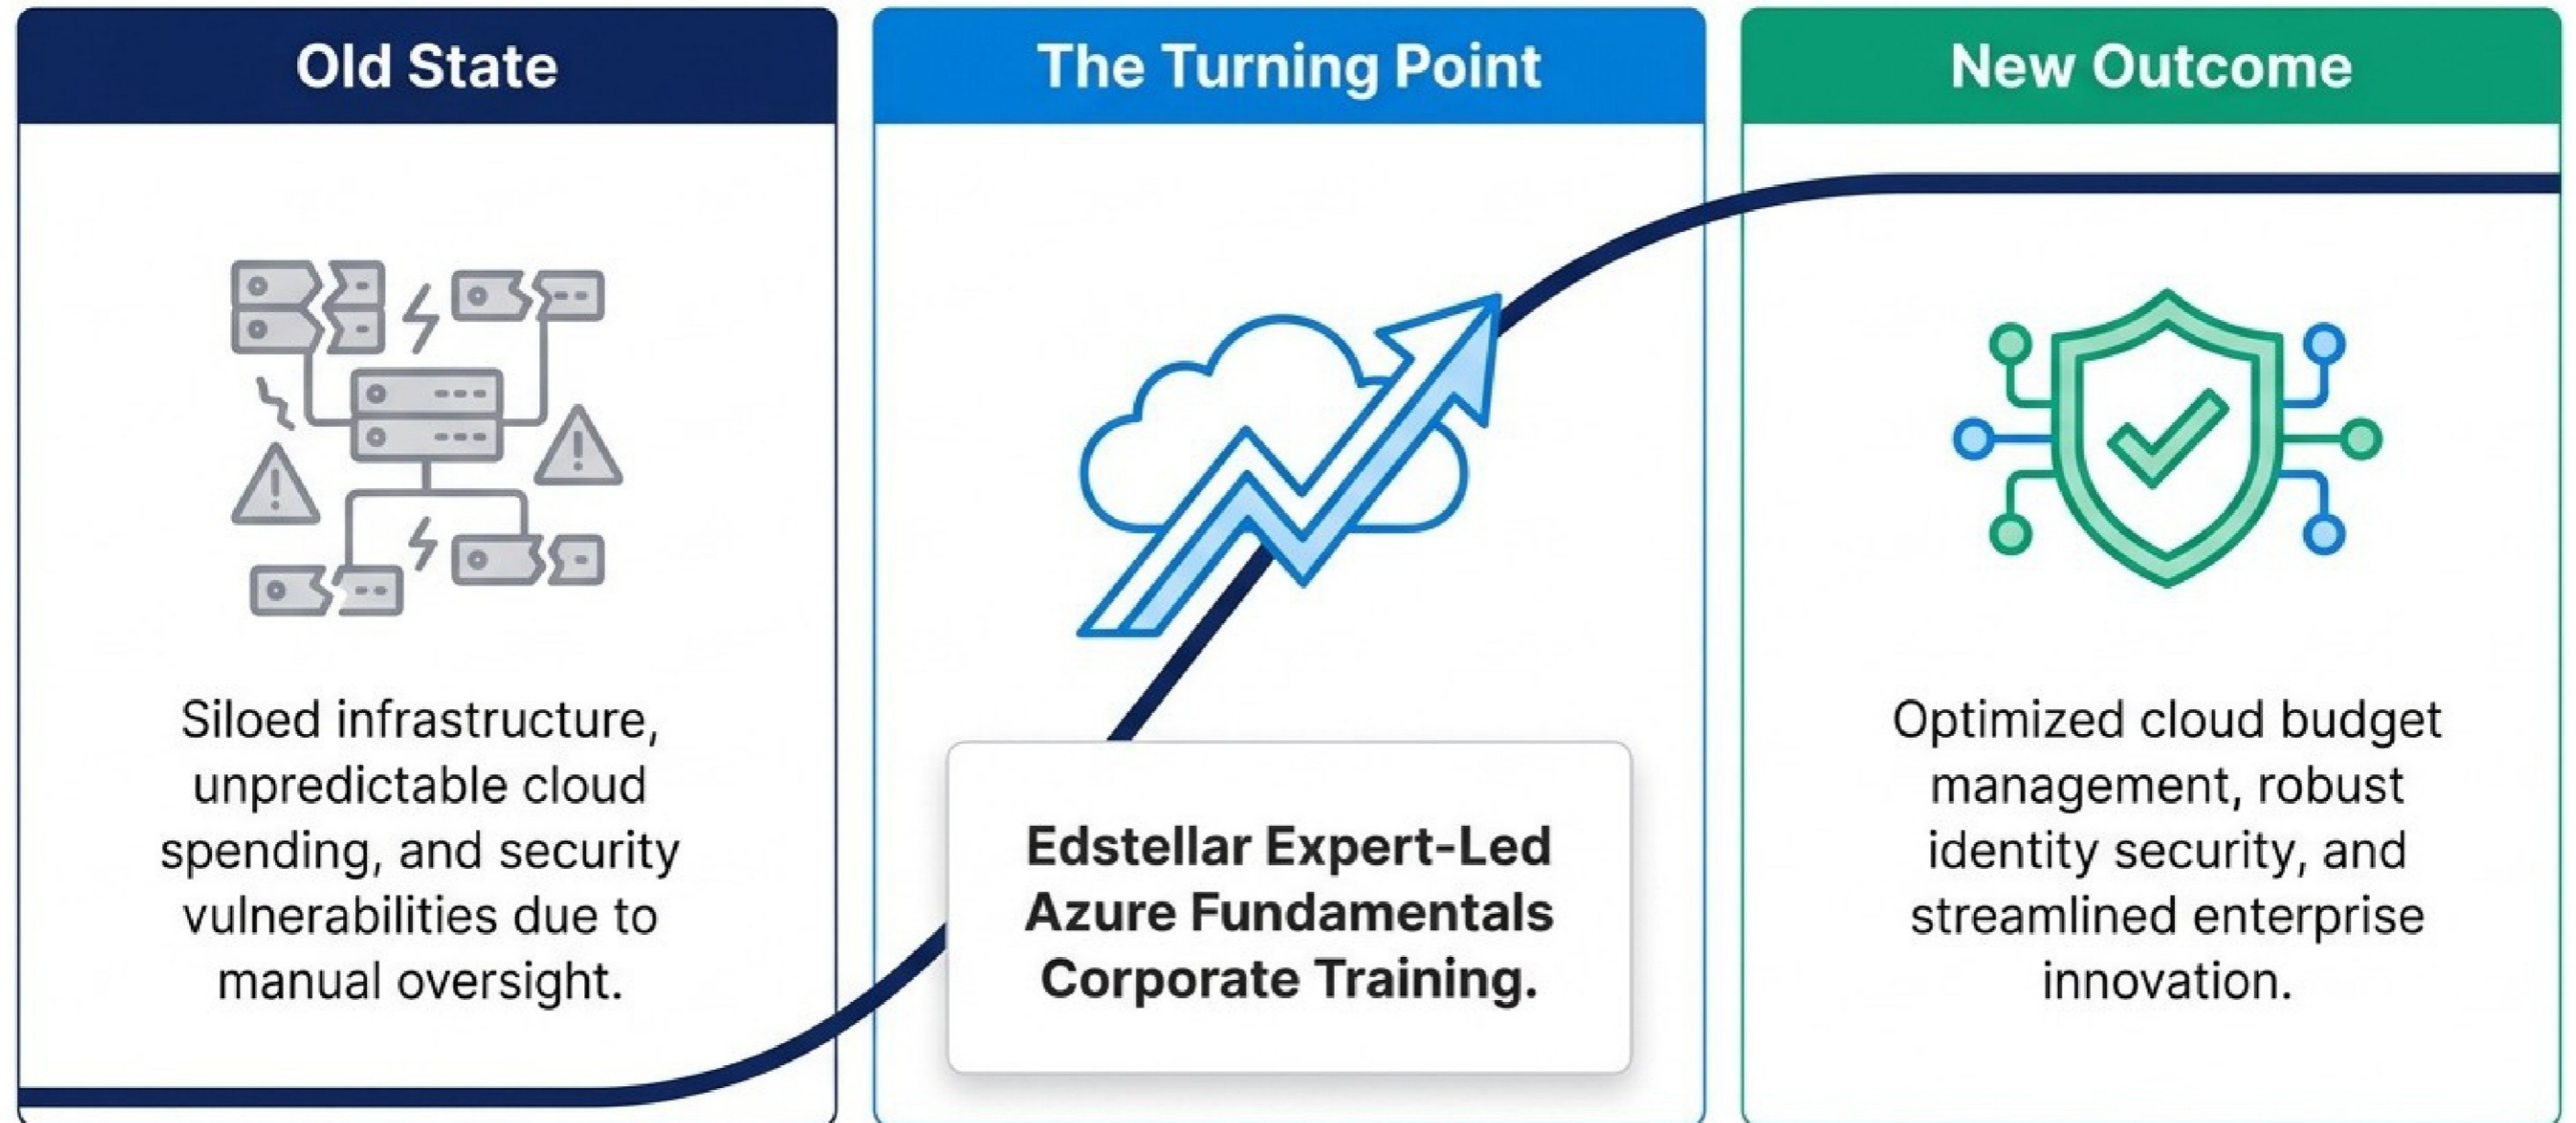 Old State
Siloed infrastructure,
unpredictable cloud
spending, and security
vulnerabilities due to
manual oversight.
The Turning Point
Edstellar Expert-Led
Azure Fundamentals
Corporate Training.
New Outcome
Optimized cloud budget
management, robust
identity security, and
streamlined enterprise
innovation.